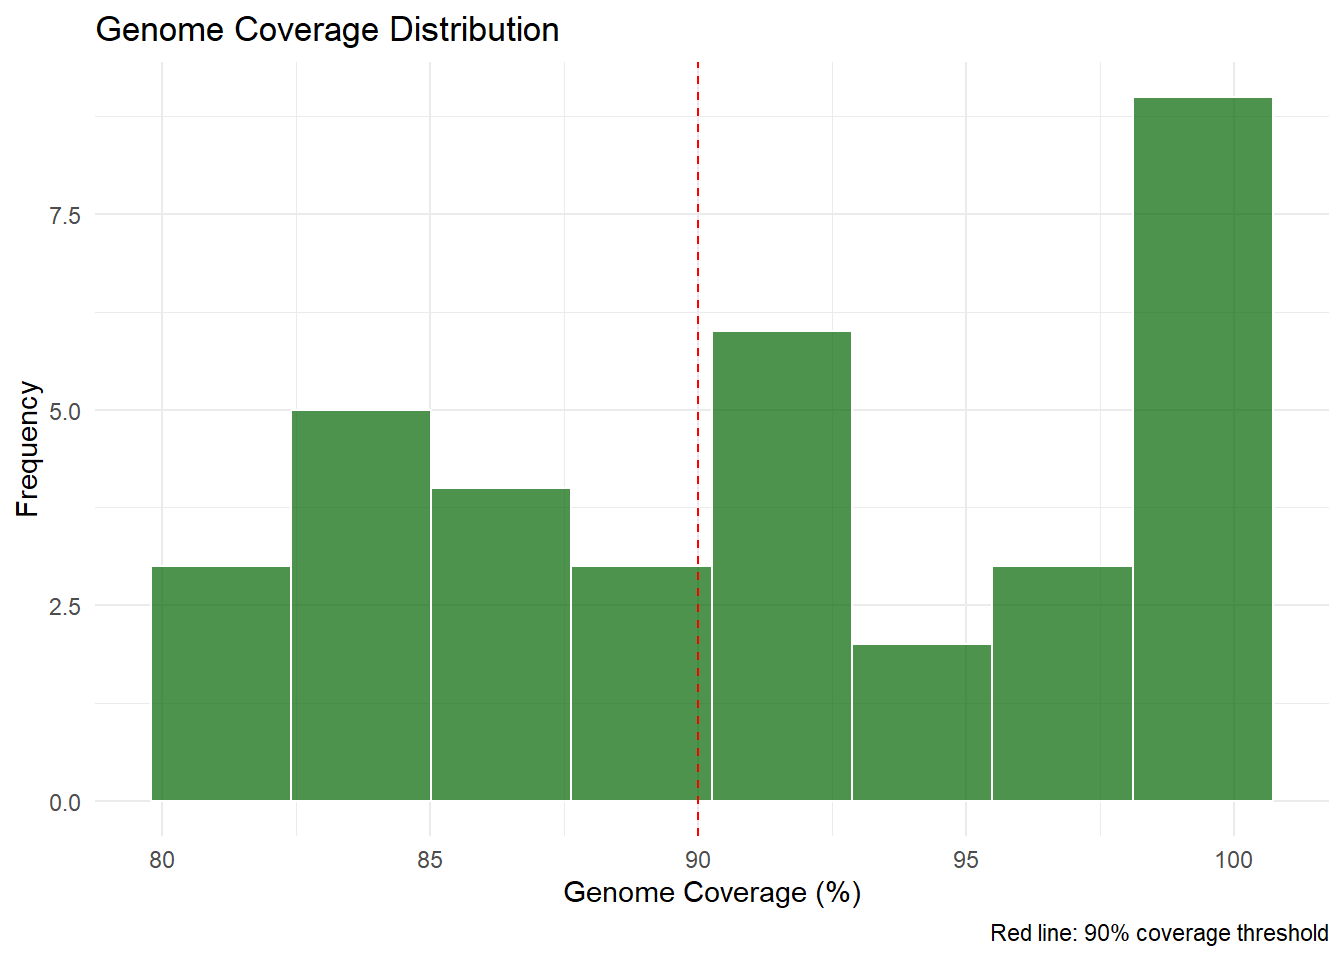 Genome Coverage Distribution
Frequency
7.5
5.0
2.5
0.0
80 85 90 95 100
Genome Coverage (%)
Red line: 90% coverage threshold